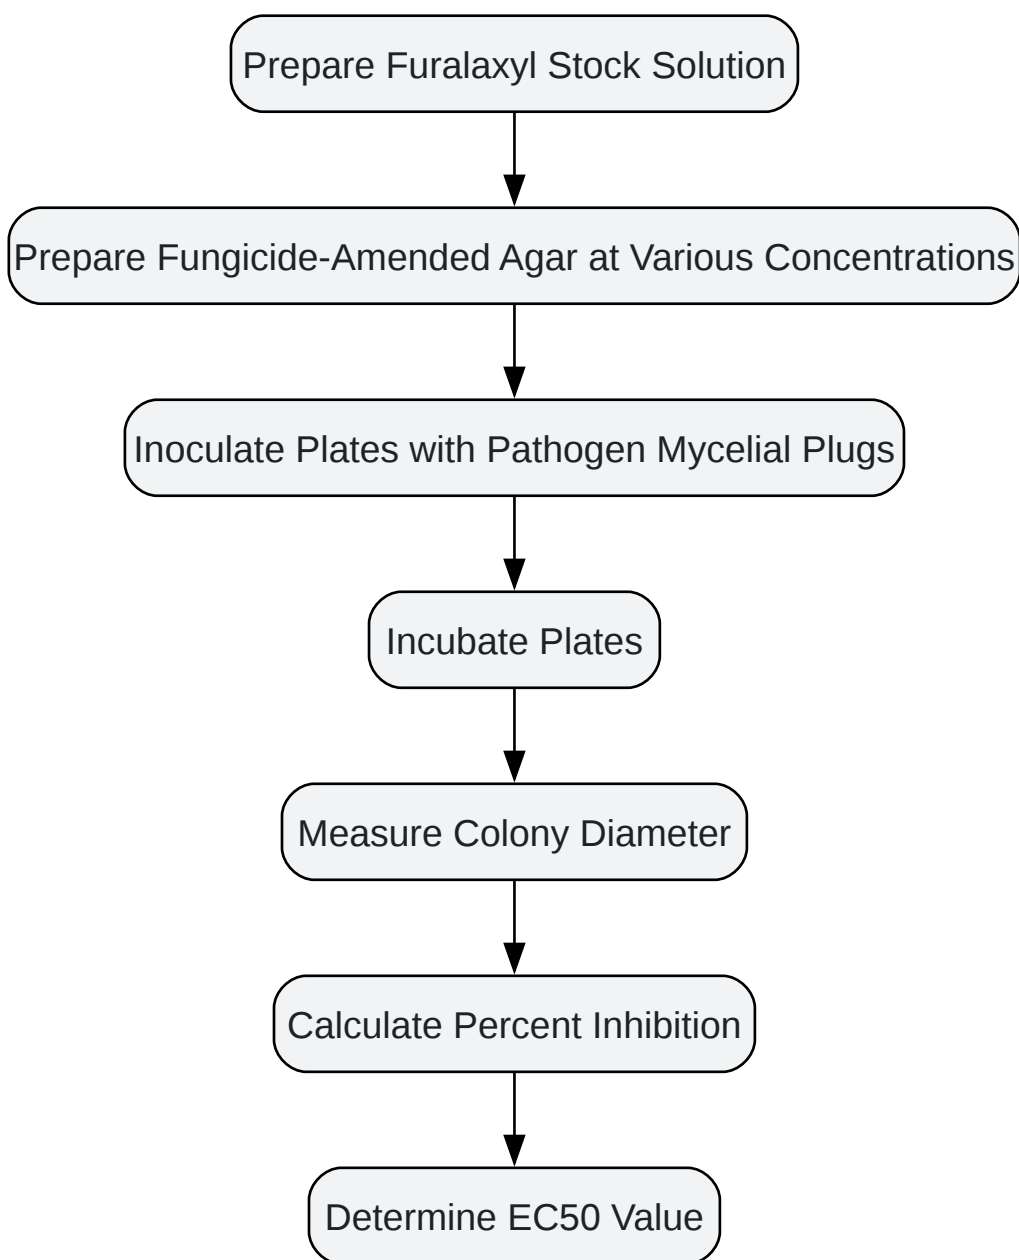 Prepare Furalaxyl Stock Solution
Prepare Fungicide-Amended Agar at Various Concentrations
Inoculate Plates with Pathogen Mycelial Plugs
Incubate Plates
Measure Colony Diameter
Calculate Percent Inhibition
Determine EC50 Value